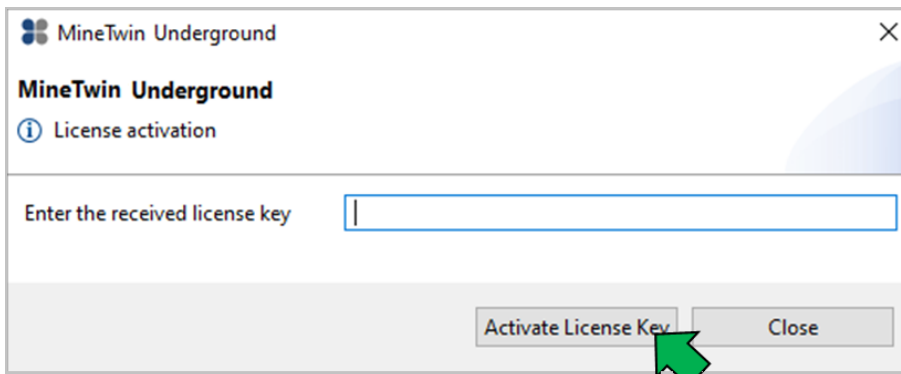 MineTwin Underground
MineTwin Underground
License activation
Enter the received license key
Activate License Key Close